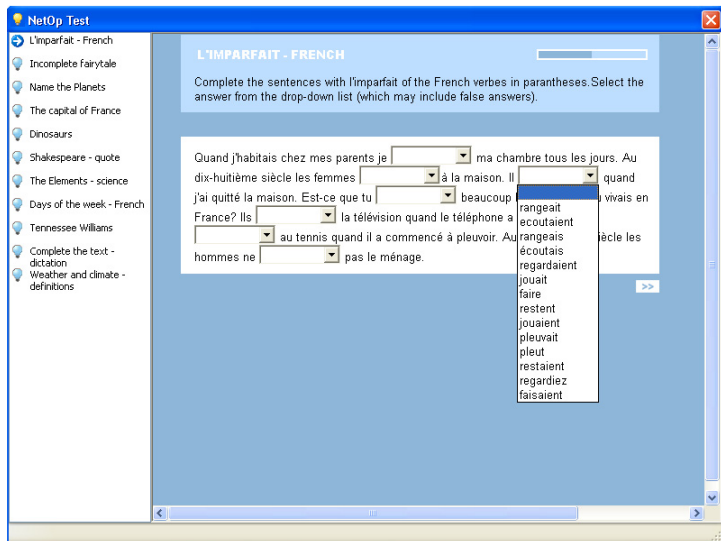 NetOp Test
L'imparfait - French
Incomplete fairytale
Name the Planets
The capital of France
Dinosaurs
Shakespeare - quote
The Elements - science
Days of the week - French
Tennessee Williams
Complete the text -
dictation
Weather and climate -
definitions
L'IMPARFAIT - FRENCH
Complete the sentences with l'imparfait of the French verbes in parantheses.Select the
answer from the drop-down list (which may include false answers).
Quand j'habitais chez mes parents je ma chambre tous les jours. Au
dix-huitième siècle les femmes à la maison. Il quand
j'ai quitté la maison. Est-ce que tu beaucoup u vivais en
France? Ils la télévision quand le téléphone a
au tennis quand il a commencé à pleuvoir. Au iècle les
hommes ne pas le ménage.
rangeait
ecoutaient
rangeais
écoutais
regardaient
jouait
faire
restent
jouaient
pleuvait
pleut
restaient
regardiez
faisaient
>>